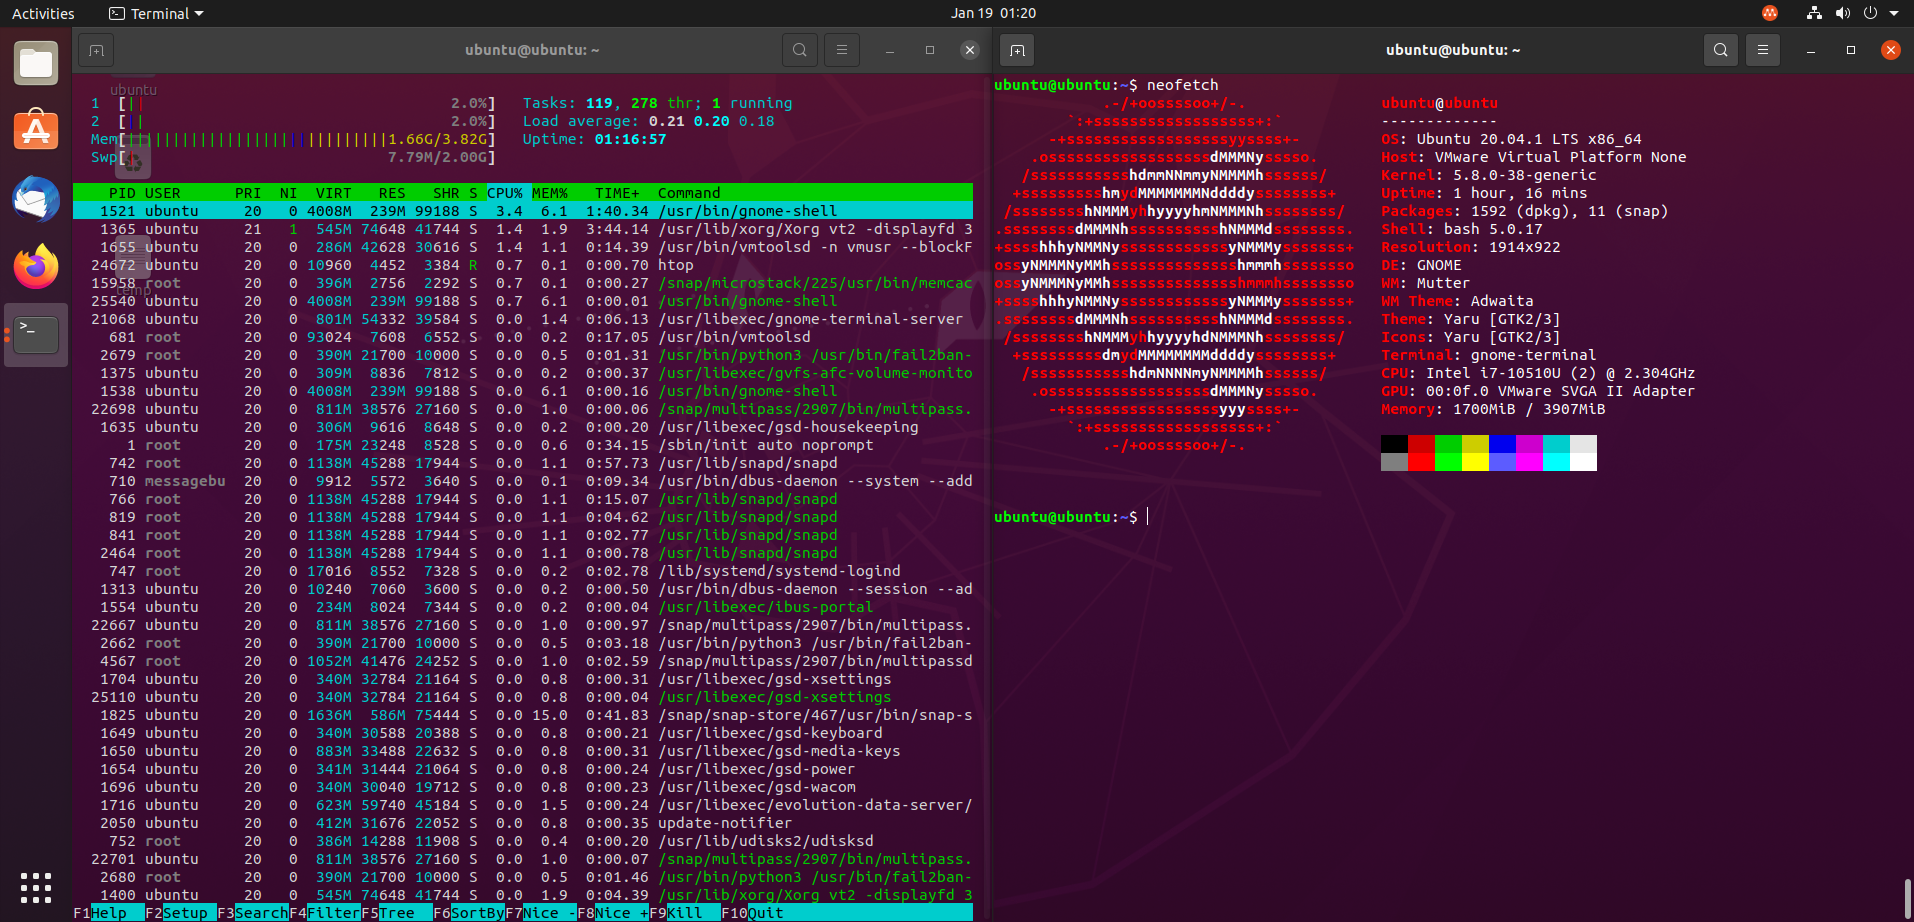 Activities Terminal Jan 19 01:20
ubuntu@ubuntu: ~
ubuntu
1 [|| 2.0%] Tasks: 119, 278 thr; 1 running
2 [|| 2.0%] Load average: 0.21 0.20 0.18
Mem[|||||||||||||||||||||||||||||1.66G/3.82G] Uptime: 01:16:57
Swp[ 7.79M/2.00G]
PID USER PRI NI VIRT RES SHR S CPU% MEM% TIME+ Command
1521 ubuntu 20 0 4008M 239M 99188 S 3.4 6.1 1:40.34 /usr/bin/gnome-shell
1365 ubuntu 21 1 545M 74648 41744 S 1.4 1.9 3:44.14 /usr/lib/xorg/Xorg vt2 -displayfd 3
1655 ubuntu 20 0 286M 42628 30616 S 1.4 1.1 0:14.39 /usr/bin/vmtoolsd -n vmusr --blockF
24672 ubuntu 20 0 10960 4452 3384 R 0.7 0.1 0:00.70 htop
15958 root 20 0 396M 2756 2292 S 0.7 0.1 0:00.27 /snap/microstack/225/usr/bin/memcac
temp
25540 ubuntu 20 0 4008M 239M 99188 S 0.7 6.1 0:00.01 /usr/bin/gnome-shell
21068 ubuntu 20 0 801M 54332 39584 S 0.0 1.4 0:06.13 /usr/libexec/gnome-terminal-server
681 root 20 0 93024 7608 6552 S 0.0 0.2 0:17.05 /usr/bin/vmtoolsd
2679 root 20 0 390M 21700 10000 S 0.0 0.5 0:01.31 /usr/bin/python3 /usr/bin/fail2ban-
1375 ubuntu 20 0 309M 8836 7812 S 0.0 0.2 0:00.37 /usr/libexec/gvfs-afc-volume-monito
1538 ubuntu 20 0 4008M 239M 99188 S 0.0 6.1 0:00.16 /usr/bin/gnome-shell
22698 ubuntu 20 0 811M 38576 27160 S 0.0 1.0 0:00.06 /snap/multipass/2907/bin/multipass.
1635 ubuntu 20 0 306M 9616 8648 S 0.0 0.2 0:00.20 /usr/libexec/gsd-housekeeping
1 root 20 0 175M 23248 8528 S 0.0 0.6 0:34.15 /sbin/init auto noprompt
742 root 20 0 1138M 45288 17944 S 0.0 1.1 0:57.73 /usr/lib/snapd/snapd
710 messagebu 20 0 9912 5572 3640 S 0.0 0.1 0:09.34 /usr/bin/dbus-daemon --system --add
766 root 20 0 1138M 45288 17944 S 0.0 1.1 0:15.07 /usr/lib/snapd/snapd
819 root 20 0 1138M 45288 17944 S 0.0 1.1 0:04.62 /usr/lib/snapd/snapd
841 root 20 0 1138M 45288 17944 S 0.0 1.1 0:02.77 /usr/lib/snapd/snapd
2464 root 20 0 1138M 45288 17944 S 0.0 1.1 0:00.78 /usr/lib/snapd/snapd
747 root 20 0 17016 8552 7328 S 0.0 0.2 0:02.78 /lib/systemd/systemd-logind
1313 ubuntu 20 0 10240 7060 3600 S 0.0 0.2 0:00.50 /usr/bin/dbus-daemon --session --ad
1554 ubuntu 20 0 234M 8024 7344 S 0.0 0.2 0:00.04 /usr/libexec/ibus-portal
22667 ubuntu 20 0 811M 38576 27160 S 0.0 1.0 0:00.97 /snap/multipass/2907/bin/multipass.
2662 root 20 0 390M 21700 10000 S 0.0 0.5 0:03.18 /usr/bin/python3 /usr/bin/fail2ban-
4567 root 20 0 1052M 41476 24252 S 0.0 1.0 0:02.59 /snap/multipass/2907/bin/multipassd
1704 ubuntu 20 0 340M 32784 21164 S 0.0 0.8 0:00.31 /usr/libexec/gsd-xsettings
25110 ubuntu 20 0 340M 32784 21164 S 0.0 0.8 0:00.04 /usr/libexec/gsd-xsettings
1825 ubuntu 20 0 1636M 586M 75444 S 0.0 15.0 0:41.83 /snap/snap-store/467/usr/bin/snap-s
1649 ubuntu 20 0 340M 30588 20388 S 0.0 0.8 0:00.21 /usr/libexec/gsd-keyboard
1650 ubuntu 20 0 883M 33488 22632 S 0.0 0.8 0:00.31 /usr/libexec/gsd-media-keys
1654 ubuntu 20 0 341M 31444 21064 S 0.0 0.8 0:00.24 /usr/libexec/gsd-power
1696 ubuntu 20 0 340M 30040 19712 S 0.0 0.8 0:00.23 /usr/libexec/gsd-wacom
1716 ubuntu 20 0 623M 59740 45184 S 0.0 1.5 0:00.24 /usr/libexec/evolution-data-server/
2050 ubuntu 20 0 412M 31676 22052 S 0.0 0.8 0:00.35 update-notifier
752 root 20 0 386M 14288 11908 S 0.0 0.4 0:00.20 /usr/lib/udisks2/udisksd
22701 ubuntu 20 0 811M 38576 27160 S 0.0 1.0 0:00.07 /snap/multipass/2907/bin/multipass.
2680 root 20 0 390M 21700 10000 S 0.0 0.5 0:01.46 /usr/bin/python3 /usr/bin/fail2ban-
1400 ubuntu 20 0 545M 74648 41744 S 0.0 1.9 0:04.39 /usr/lib/xorg/Xorg vt2 -displayfd 3
F1Help F2Setup F3SearchF4FilterF5Tree F6SortByF7Nice -F8Nice +F9Kill F10Quit
ubuntu@ubuntu: ~
ubuntu@ubuntu:~$ neofetch
.-/+oossssoo+/-. ubuntu@ubuntu
`:+ssssssssssssssssss+:` -------------
-+ssssssssssssssssssyyssss+- OS: Ubuntu 20.04.1 LTS x86_64
.ossssssssssssssssssdMMMNysssso. Host: VMware Virtual Platform None
/ssssssssssshdmmNNmmyNMMMMhssssss/ Kernel: 5.8.0-38-generic
+ssssssssshmydMMMMMMMNddddyssssssss+ Uptime: 1 hour, 16 mins
/sssssssshNMMMyhhyyyyhmNMMMNhssssssss/ Packages: 1592 (dpkg), 11 (snap)
.ssssssssdMMMNhsssssssssshNMMMdssssssss. Shell: bash 5.0.17
+sssshhhyNMMNyssssssssssssyNMMMysssssss+ Resolution: 1914x922
ossyNMMMNyMMhsssssssssssssshmmmhssssssso DE: GNOME
ossyNMMMNyMMhsssssssssssssshmmmhssssssso WM: Mutter
+sssshhhyNMMNyssssssssssssyNMMMysssssss+ WM Theme: Adwaita
.ssssssssdMMMNhsssssssssshNMMMdssssssss. Theme: Yaru [GTK2/3]
/sssssssshNMMMyhhyyyyhdNMMMNhssssssss/ Icons: Yaru [GTK2/3]
+sssssssssdmydMMMMMMMMddddyssssssss+ Terminal: gnome-terminal
/ssssssssssshdmNNNNmyNMMMMhssssss/ CPU: Intel i7-10510U (2) @ 2.304GHz
.ossssssssssssssssssdMMMNysssso. GPU: 00:0f.0 VMware SVGA II Adapter
-+sssssssssssssssssyyyssss+- Memory: 1700MiB / 3907MiB
`:+ssssssssssssssssss+:`
.-/+oossssoo+/-.
ubuntu@ubuntu:~$